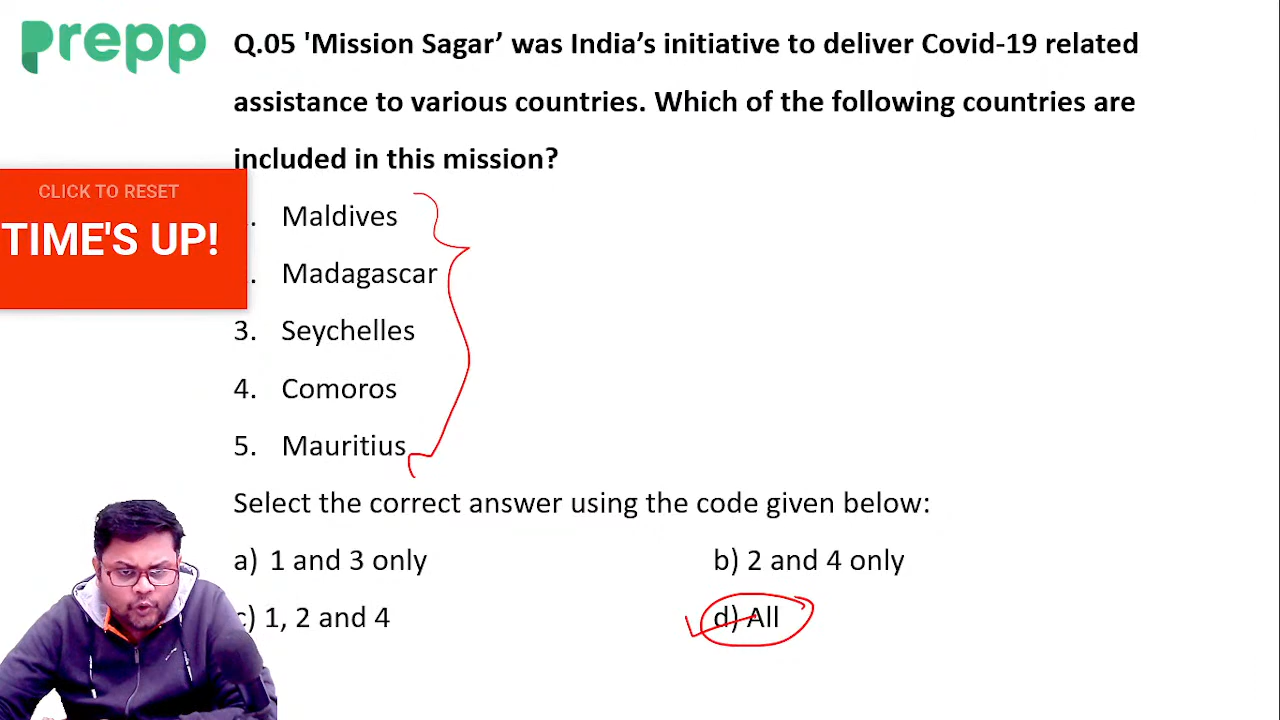 prepp
Q.05 'Mission Sagar’ was India’s initiative to deliver Covid-19 related
assistance to various countries. Which of the following countries are
included in this mission?
CLICK TO RESET
TIME'S UP!
. Maldives
. Madagascar
3. Seychelles
4. Comoros
5. Mauritius
Select the correct answer using the code given below:
a) 1 and 3 only
b) 2 and 4 only
c) 1, 2 and 4
d) All